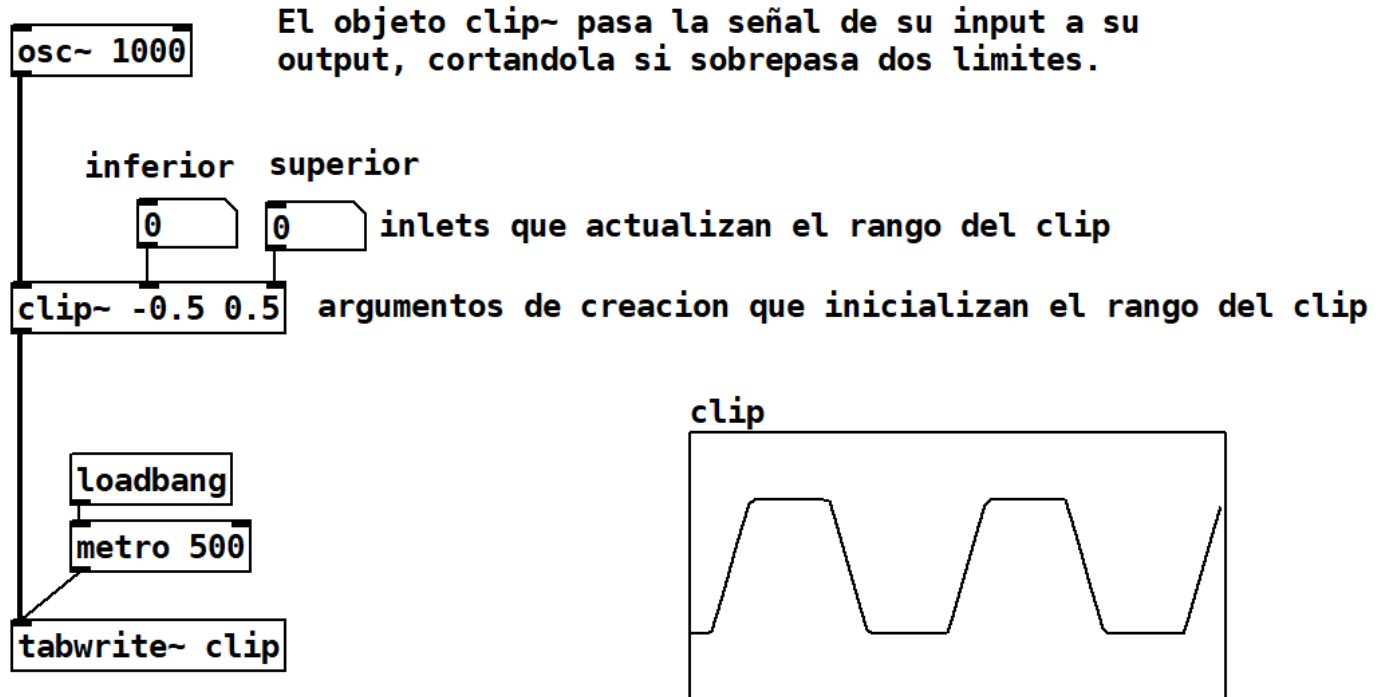 El objeto clip~ pasa la señal de su input a su
output, cortandola si sobrepasa dos limites.
osc~ 1000
inferior superior
0 0 inlets que actualizan el rango del clip
clip~ -0.5 0.5 argumentos de creacion que inicializan el rango del clip
clip
loadbang
metro 500
tabwrite~ clip